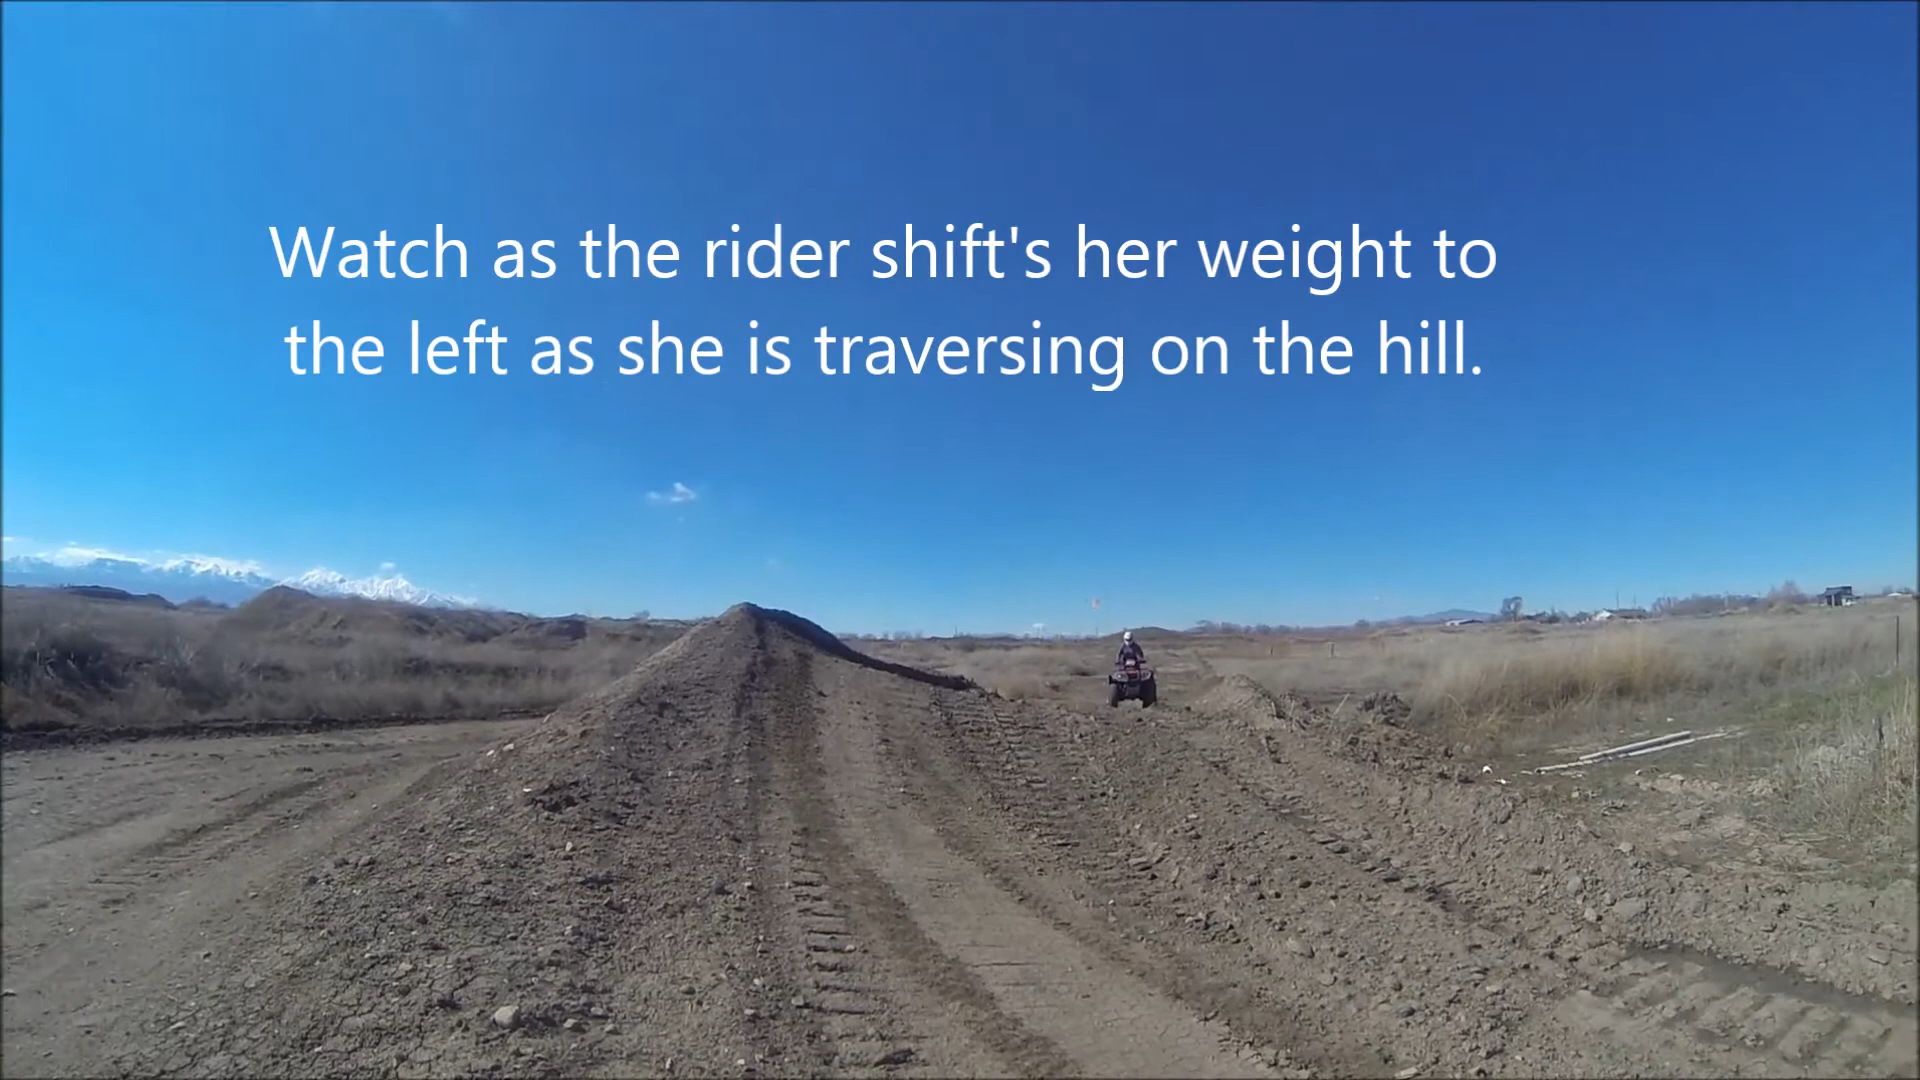 Watch as the rider shift's her weight to
the left as she is traversing on the hill.